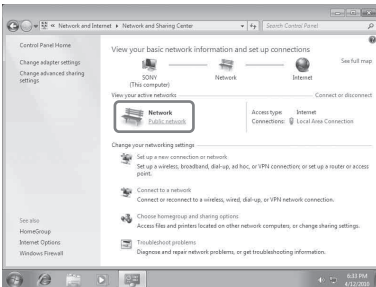 « Network and Internet ▸ Network and Sharing Center
Search Control Panel
Control Panel Home
Change adapter settings
Change advanced sharing
settings
View your basic network information and set up connections
See full map
SONY
(This computer)
Network
Internet
View your active networks
Connect or disconnect
Network
Public network
Access type: Internet
Connections: Local Area Connection
Change your networking settings
Set up a new connection or network
Set up a wireless, broadband, dial-up, ad hoc, or VPN connection; or set up a router or access
point.
Connect to a network
Connect or reconnect to a wireless, wired, dial-up, or VPN network connection.
Choose homegroup and sharing options
Access files and printers located on other network computers, or change sharing settings.
Troubleshoot problems
Diagnose and repair network problems, or get troubleshooting information.
See also
HomeGroup
Internet Options
Windows Firewall
6:33 PM
4/12/2010